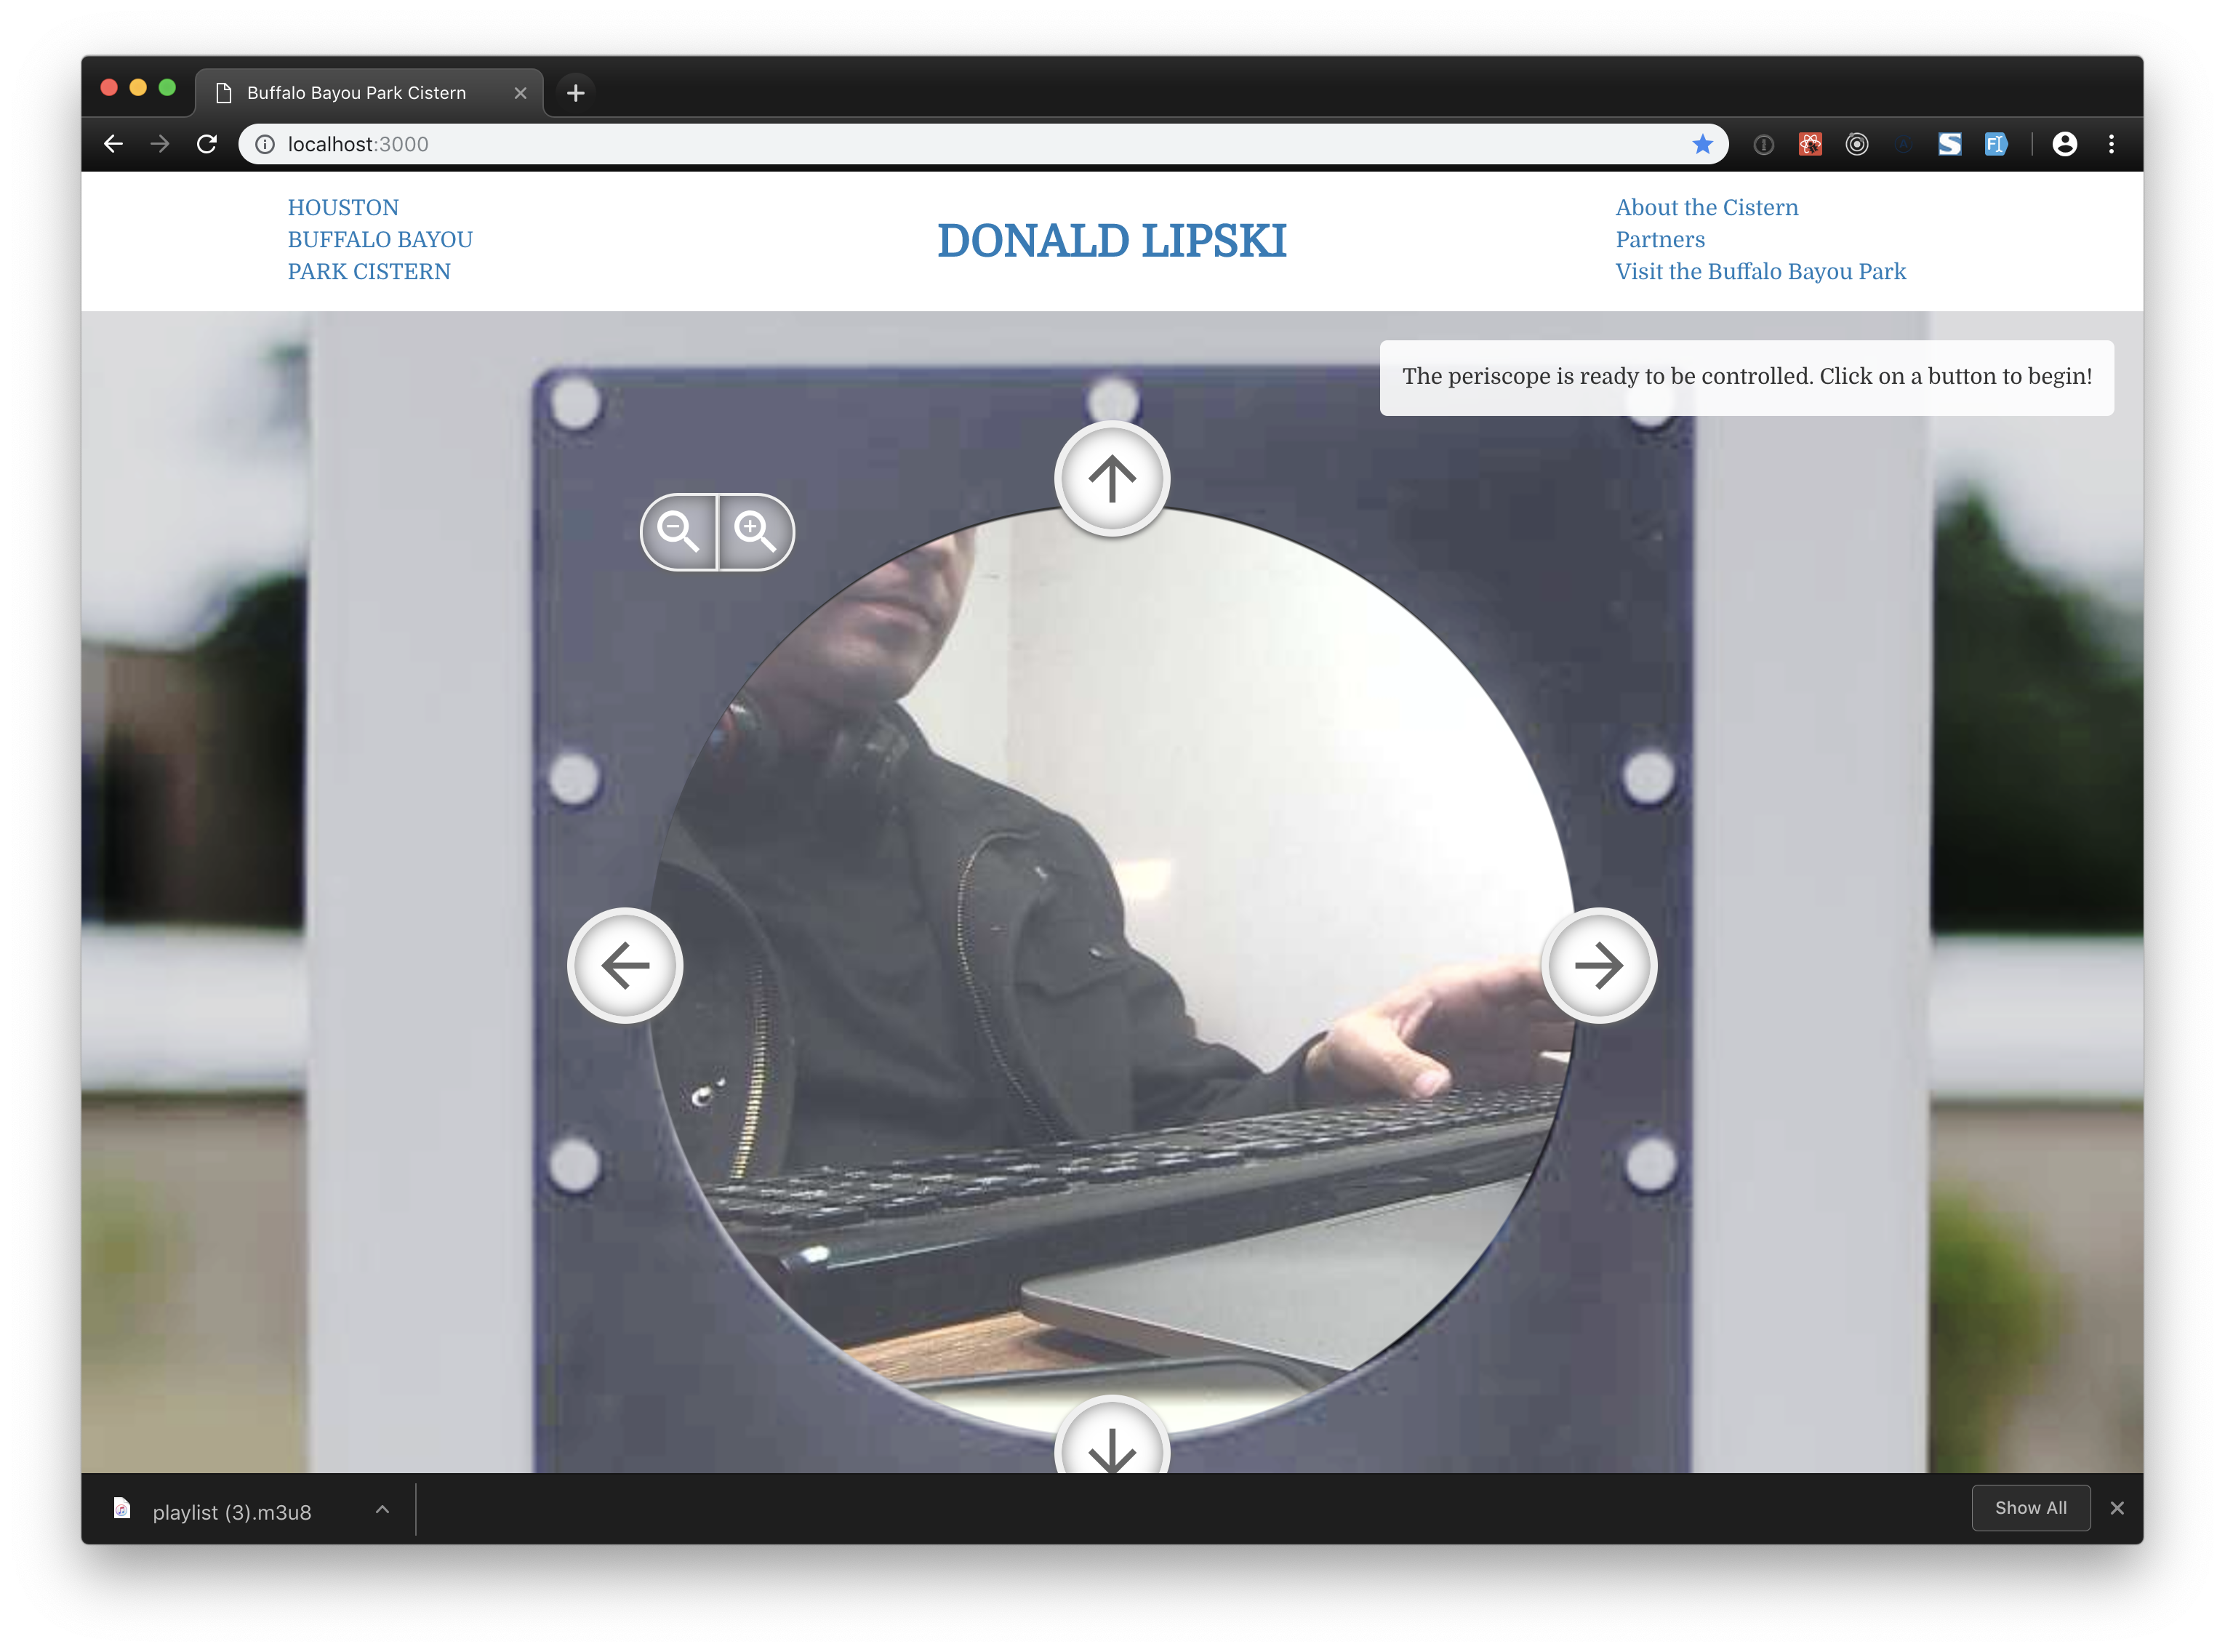 Buffalo Bayou Park Cistern
localhost:3000
HOUSTON
BUFFALO BAYOU
PARK CISTERN
DONALD LIPSKI
About the Cistern
Partners
Visit the Buffalo Bayou Park
The periscope is ready to be controlled. Click on a button to begin!
playlist (3).m3u8
Show All